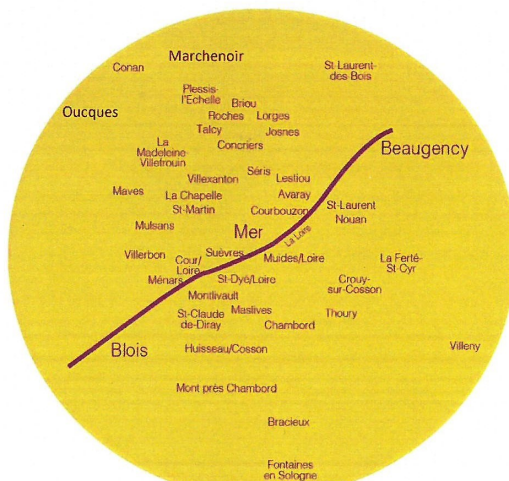 Marchenoir
Conan
St-Laurent-
des-Bois
Plessis-
l'Echelle
Briou
Oucques
Roches
Lorges
Talcy
Josnes
La
Madeleine-
Villefrouin
Concriers
Beaugency
Séris
Villexanton
Lestiou
Maves
La Chapelle
St-Martin
Avaray
Courbouzon
St-Laurent
Nouan
Mulsans
Mer
La Loire
Villerbon
Cour/
Loire
Suèvres
Muides/Loire
La Ferté-
St-Cyr
Ménars
St-Dyé/Loire
Crouy-
sur-Cosson
Montlivault
St-Claude
de-Diray
Maslives
Thoury
Chambord
Blois
Huisseau/Cosson
Villeny
Mont près Chambord
Bracieux
Fontaines
en Sologne